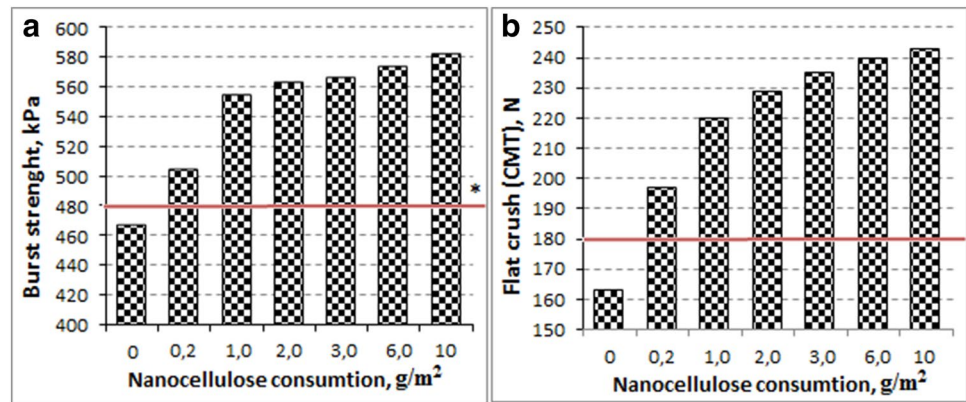 a
Burst strenght, kPa
600
580
560
540
520
500
480
460
440
420
400
*
0 0,2 1,0 2,0 3,0 6,0 10
Nanocellulose consumtion, g/m²
b
Flat crush (CMT), N
250
240
230
220
210
200
190
180
170
160
150
0 0,2 1,0 2,0 3,0 6,0 10
Nanocellulose consumtion, g/m²